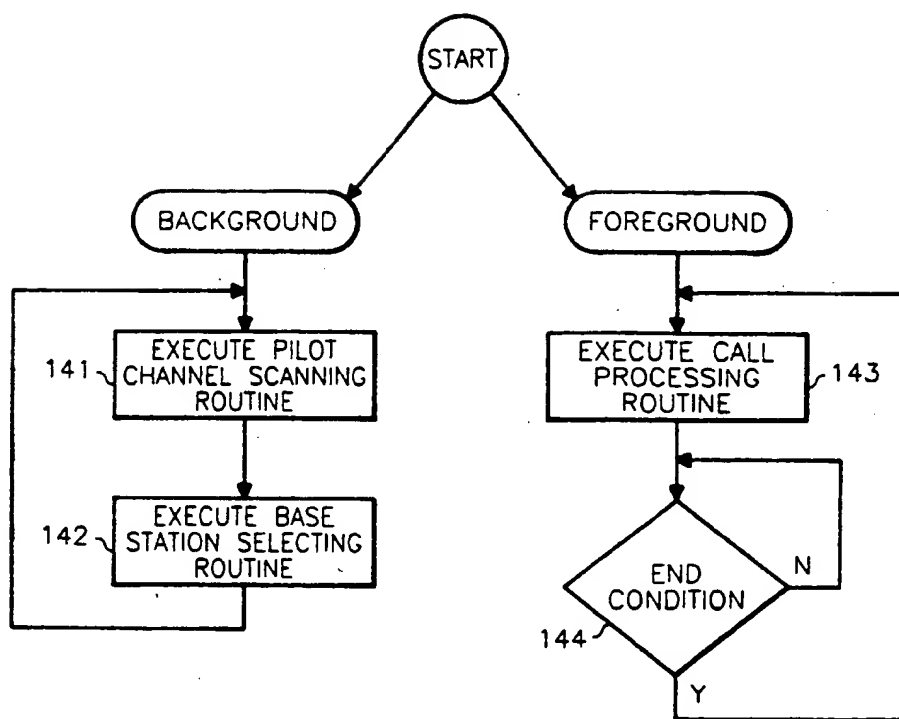 START
BACKGROUND
FOREGROUND
141
EXECUTE PILOT
CHANNEL SCANNING
ROUTINE
EXECUTE CALL
PROCESSING
ROUTINE
143
142
EXECUTE BASE
STATION SELECTING
ROUTINE
END
CONDITION
N
144
Y